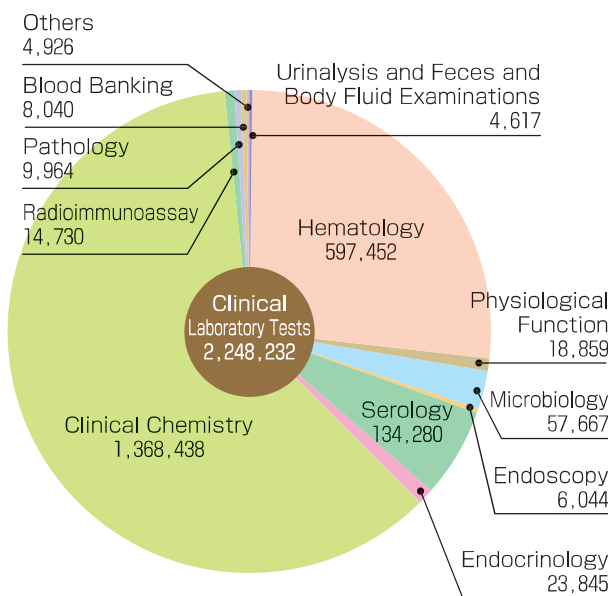 Others
4,926
Blood Banking
8,040
Pathology
9,964
Radioimmunoassay
14,730
Urinalysis and Feces and
Body Fluid Examinations
4,617
Hematology
597,452
Physiological
Function
18,859
Microbiology
57,667
Endoscopy
6,044
Endocrinology
23,845
Serology
134,280
Clinical Chemistry
1,368,438
Clinical
Laboratory Tests
2,248,232